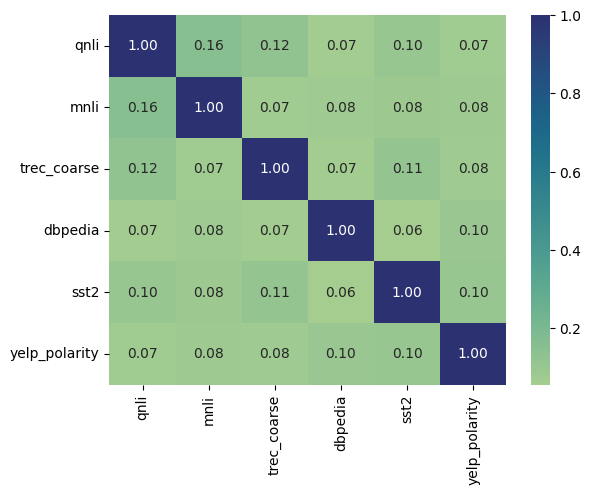 qnli 1.00 0.16 0.12 0.07 0.10 0.07
mnli 0.16 1.00 0.07 0.08 0.08 0.08
trec_coarse 0.12 0.07 1.00 0.07 0.11 0.08
dbpedia 0.07 0.08 0.07 1.00 0.06 0.10
sst2 0.10 0.08 0.11 0.06 1.00 0.10
yelp_polarity 0.07 0.08 0.08 0.10 0.10 1.00
qnli mnli trec_coarse dbpedia sst2 yelp_polarity
1.0
0.8
0.6
0.4
0.2